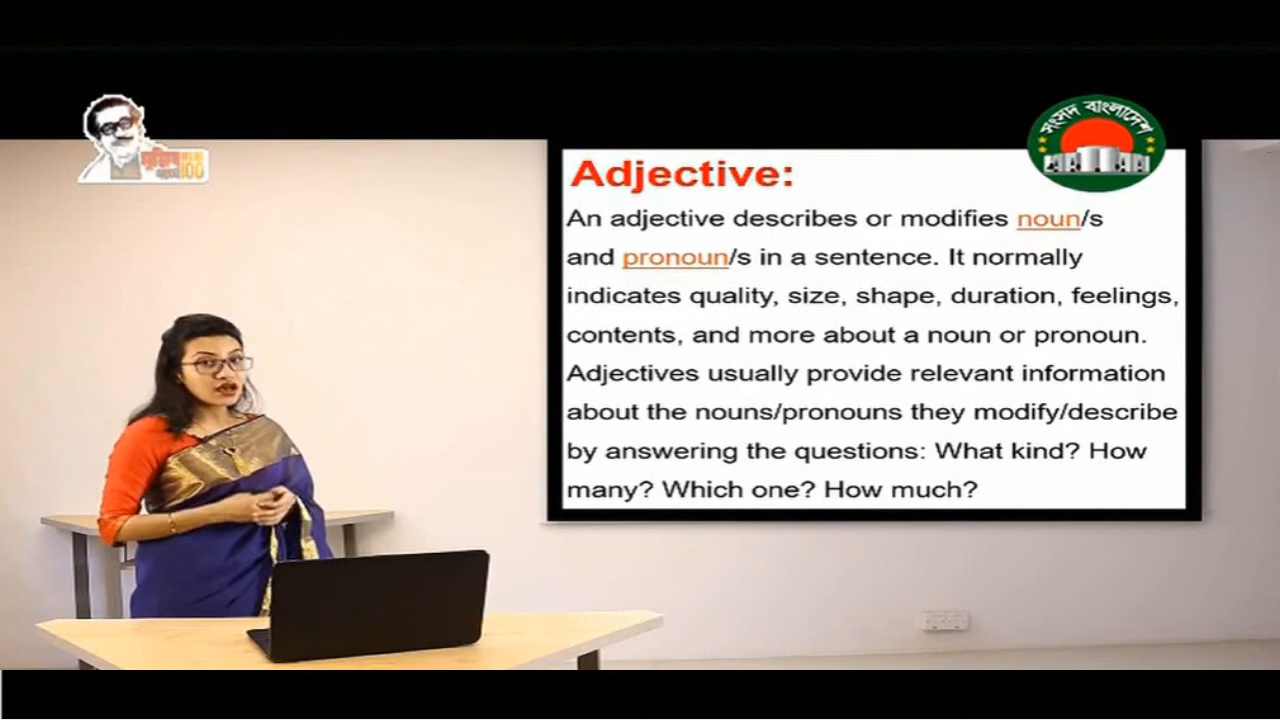 সংসদ বাংলাদেশ
Adjective:
An adjective describes or modifies noun/s
and pronoun/s in a sentence. It normally
indicates quality, size, shape, duration, feelings,
contents, and more about a noun or pronoun.
Adjectives usually provide relevant information
about the nouns/pronouns they modify/describe
by answering the questions: What kind? How
many? Which one? How much?